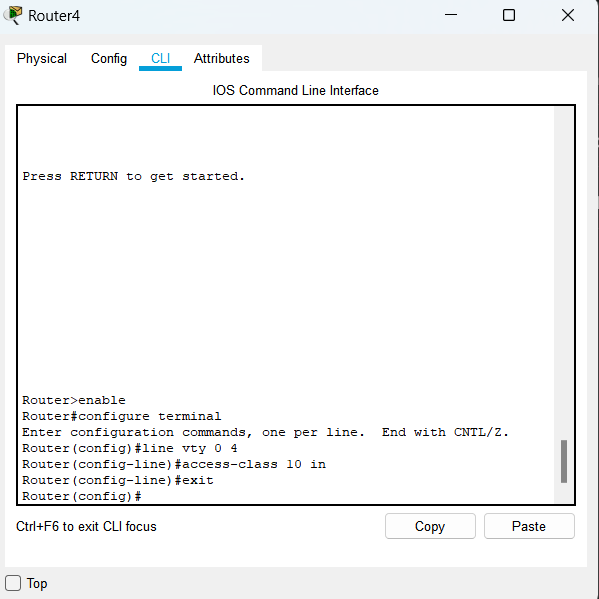 Router4
Physical Config CLI Attributes
IOS Command Line Interface
Press RETURN to get started.
Router>enable
Router#configure terminal
Enter configuration commands, one per line.  End with CNTL/Z.
Router(config)#line vty 0 4
Router(config-line)#access-class 10 in
Router(config-line)#exit
Router(config)#
Ctrl+F6 to exit CLI focus Copy Paste
Top